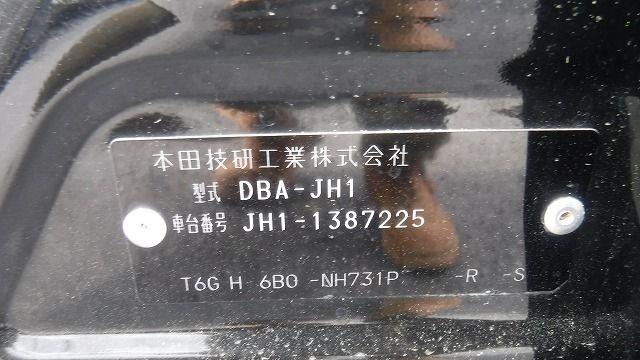 本田技研工業株式会社
型式 DBA-JH1
車台番号 JH1-1387225
T6G H 6B0 -NH731P -R -S